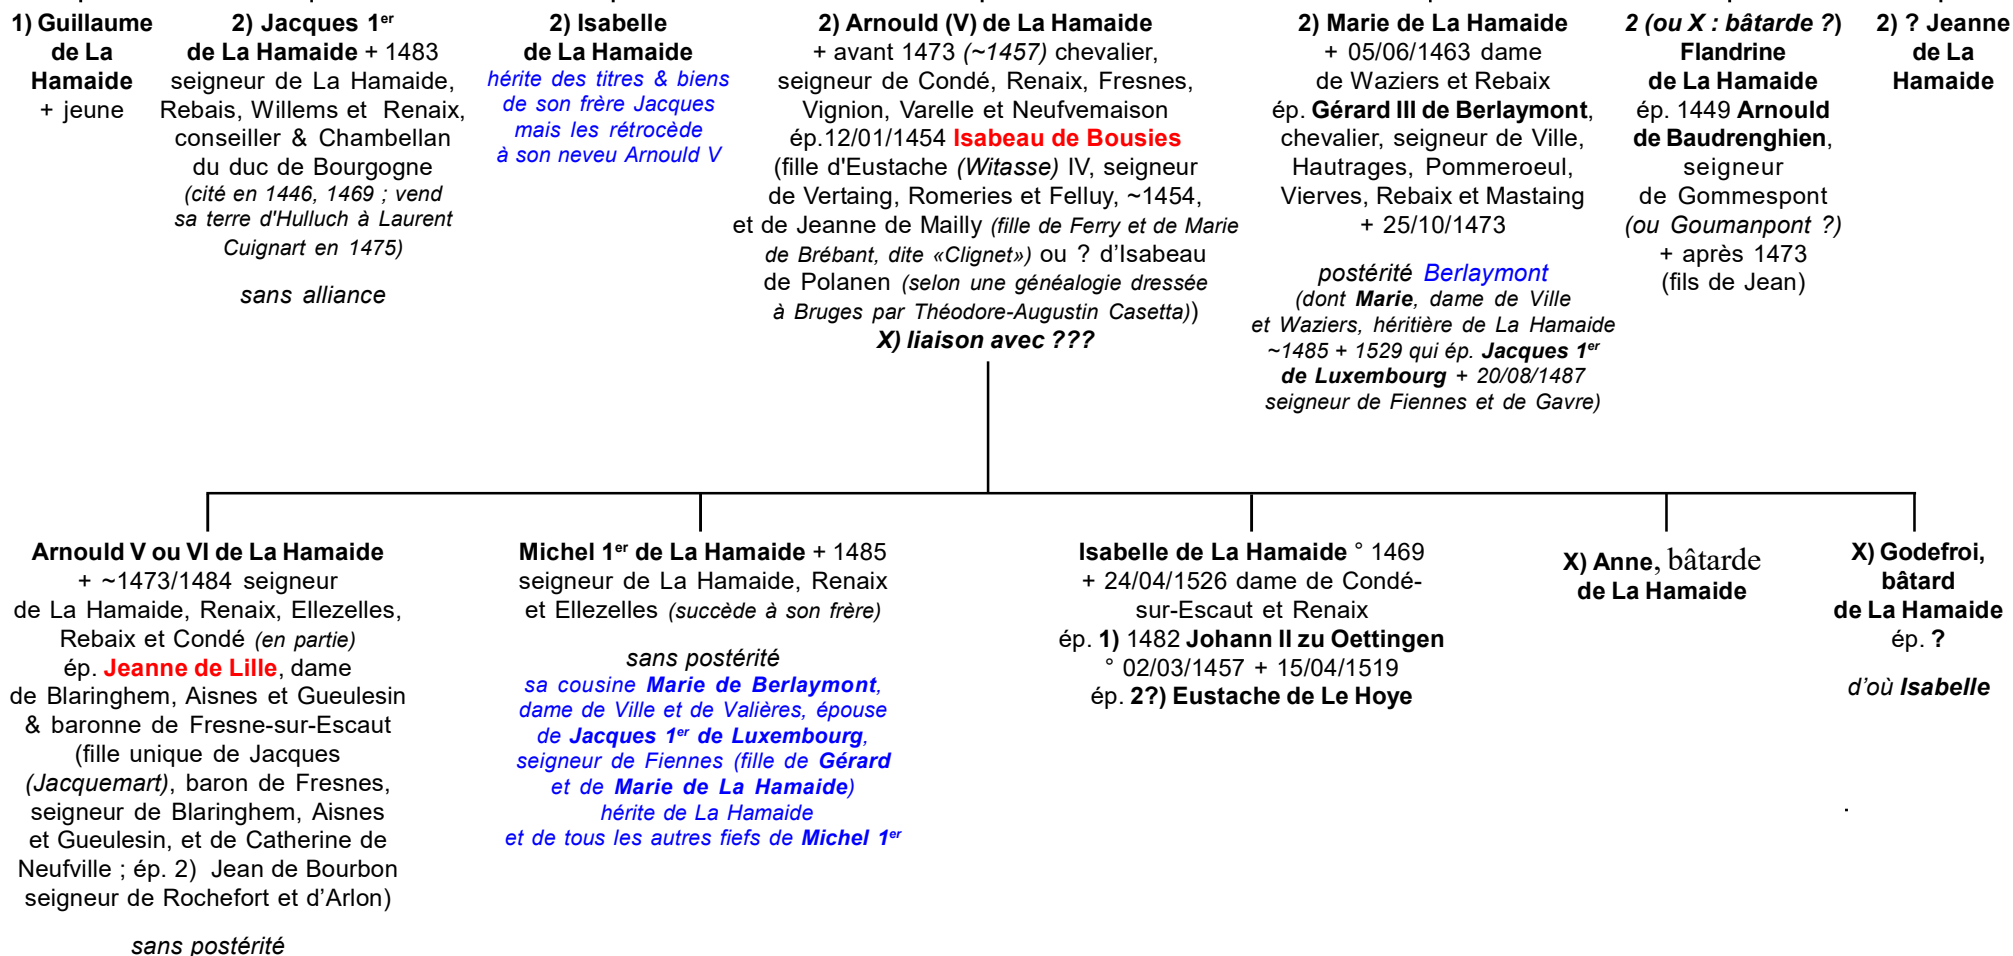 1) Guillaume
de La
Hamaide
+ jeune
2) Jacques 1er
de La Hamaide + 1483
seigneur de La Hamaide,
Rebais, Willems et Renaix,
conseiller & Chambellan
du duc de Bourgogne
(cité en 1446, 1469 ; vend
sa terre d'Hulluch à Laurent
Cuignart en 1475)
sans alliance
2) Isabelle
de La Hamaide
hérite des titres & biens
de son frère Jacques
mais les rétrocède
à son neveu Arnould V
2) Arnould (V) de La Hamaide
+ avant 1473 (~1457) chevalier,
seigneur de Condé, Renaix, Fresnes,
Vignion, Varelle et Neufvemaison
ép.12/01/1454 Isabeau de Bousies
(fille d'Eustache (Witasse) IV, seigneur
de Vertaing, Romeries et Felluy, ~1454,
et de Jeanne de Mailly (fille de Ferry et de Marie
de Brébant, dite «Clignet») ou ? d’Isabeau
de Polanen (selon une généalogie dressée
à Bruges par Théodore-Augustin Casetta))
X) liaison avec ???
2) Marie de La Hamaide
+ 05/06/1463 dame
de Waziers et Rebaix
ép. Gérard III de Berlaymont,
chevalier, seigneur de Ville,
Hautrages, Pommeroeul,
Vierves, Rebaix et Mastaing
+ 25/10/1473
postérité Berlaymont
(dont Marie, dame de Ville
et Waziers, héritière de La Hamaide
~1485 + 1529 qui ép. Jacques 1er
de Luxembourg + 20/08/1487
seigneur de Fiennes et de Gavre)
2 (ou X : bâtarde ?)
Flandrine
de La Hamaide
ép. 1449 Arnould
de Baudrenghien,
seigneur
de Gommespont
(ou Goumanpont ?)
+ après 1473
(fils de Jean)
2) ? Jeanne
de La
Hamaide
Arnould V ou VI de La Hamaide
+ ~1473/1484 seigneur
de La Hamaide, Renaix, Ellezelles,
Rebaix et Condé (en partie)
ép. Jeanne de Lille, dame
de Blaringhem, Aisnes et Gueulesin
& baronne de Fresne-sur-Escaut
(fille unique de Jacques
(Jacquemart), baron de Fresnes,
seigneur de Blaringhem, Aisnes
et Gueulesin, et de Catherine de
Neufville ; ép. 2) Jean de Bourbon
seigneur de Rochefort et d’Arlon)
sans postérité
Michel 1er de La Hamaide + 1485
seigneur de La Hamaide, Renaix
et Ellezelles (succède à son frère)
sans postérité
sa cousine Marie de Berlaymont,
dame de Ville et de Valières, épouse
de Jacques 1er de Luxembourg,
seigneur de Fiennes (fille de Gérard
et de Marie de La Hamaide)
hérite de La Hamaide
et de tous les autres fiefs de Michel 1er
Isabelle de La Hamaide ° 1469
+ 24/04/1526 dame de Condé-
sur-Escaut et Renaix
ép. 1) 1482 Johann II zu Oettingen
° 02/03/1457 + 15/04/1519
ép. 2?) Eustache de Le Hoye
X) Anne, bâtarde
de La Hamaide
X) Godefroi,
bâtard
de La Hamaide
ép. ?
d’où Isabelle
.